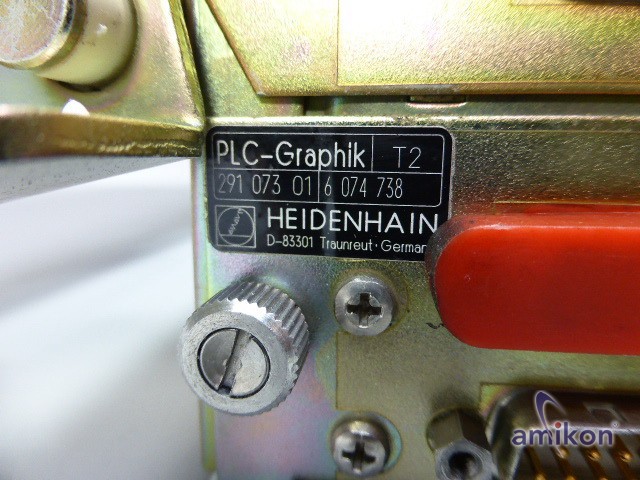 PLC-Graphik T2
291 073 01 6 074 738
HEIDENHAIN
D-83301 Traunreut · German
amikon